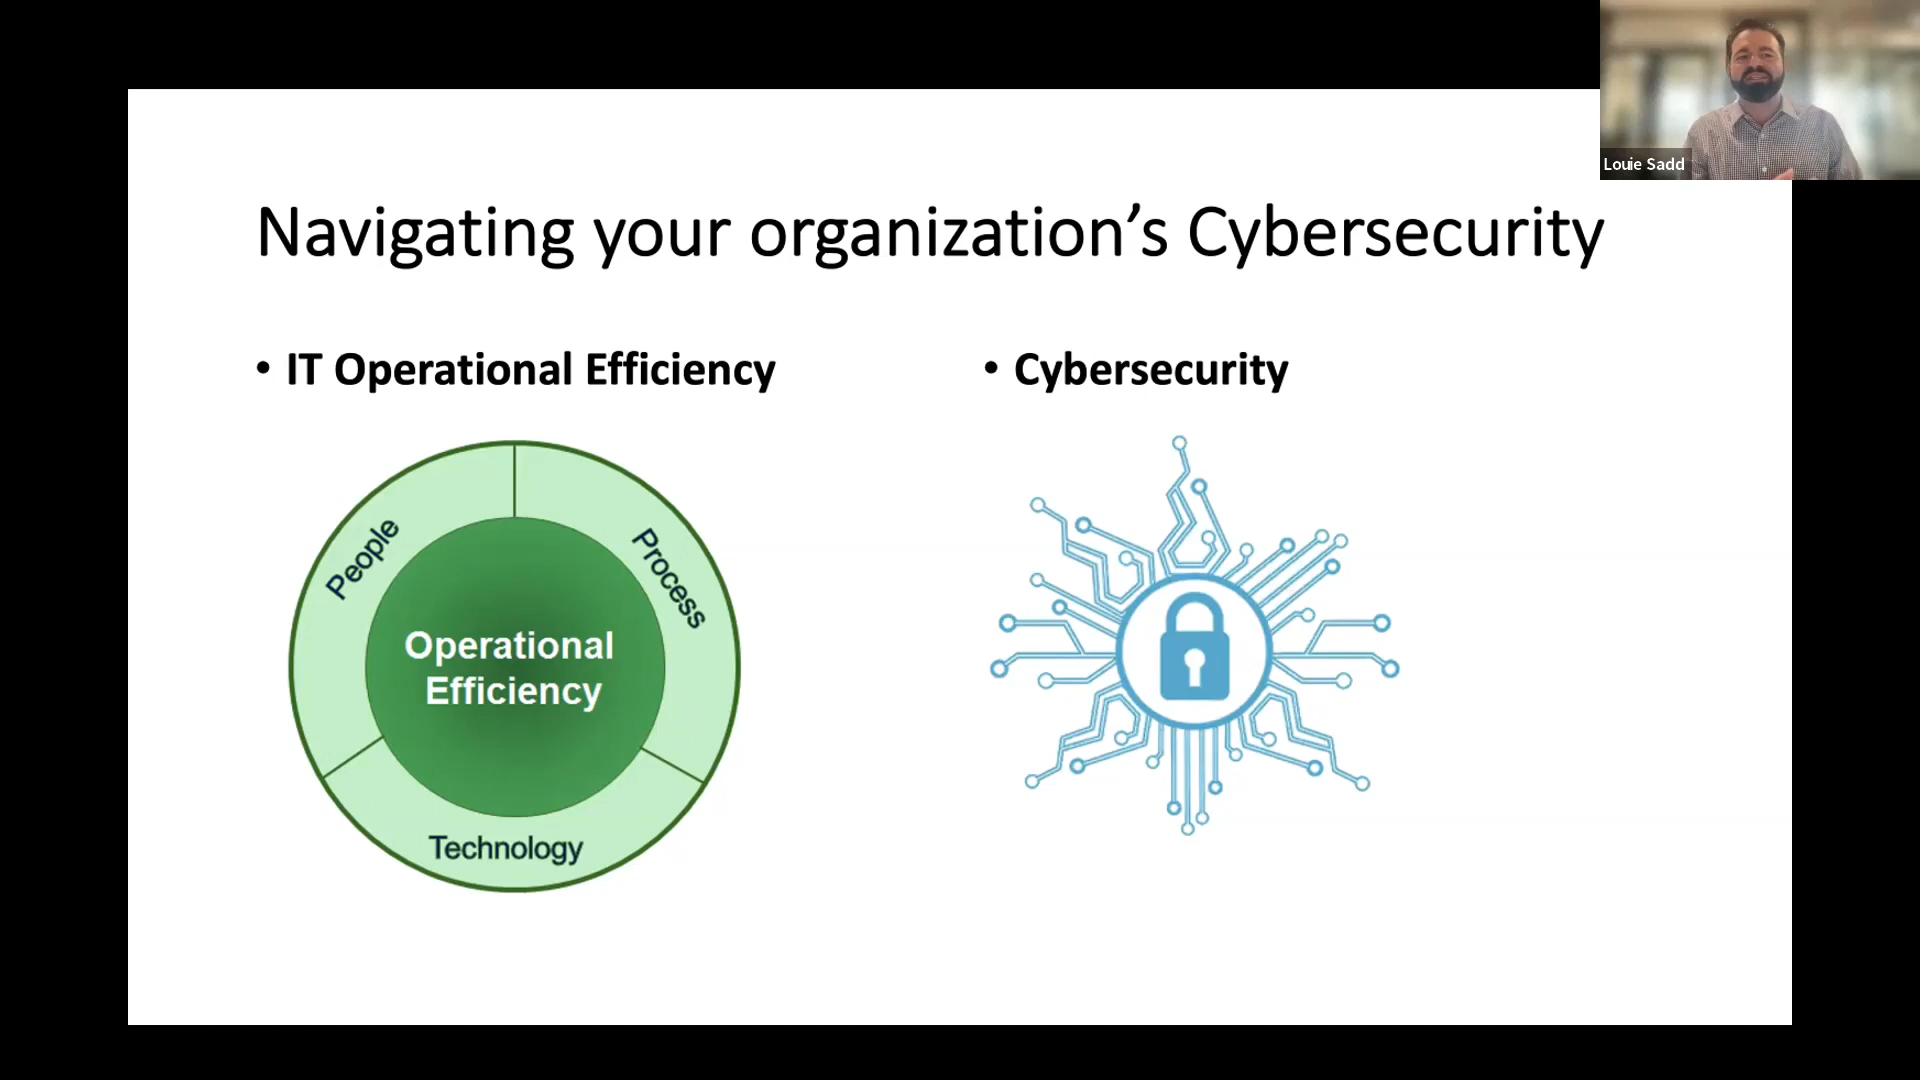 Louie Sadd
Navigating your organization’s Cybersecurity
• IT Operational Efficiency
• Cybersecurity
People
Process
Operational
Efficiency
Technology